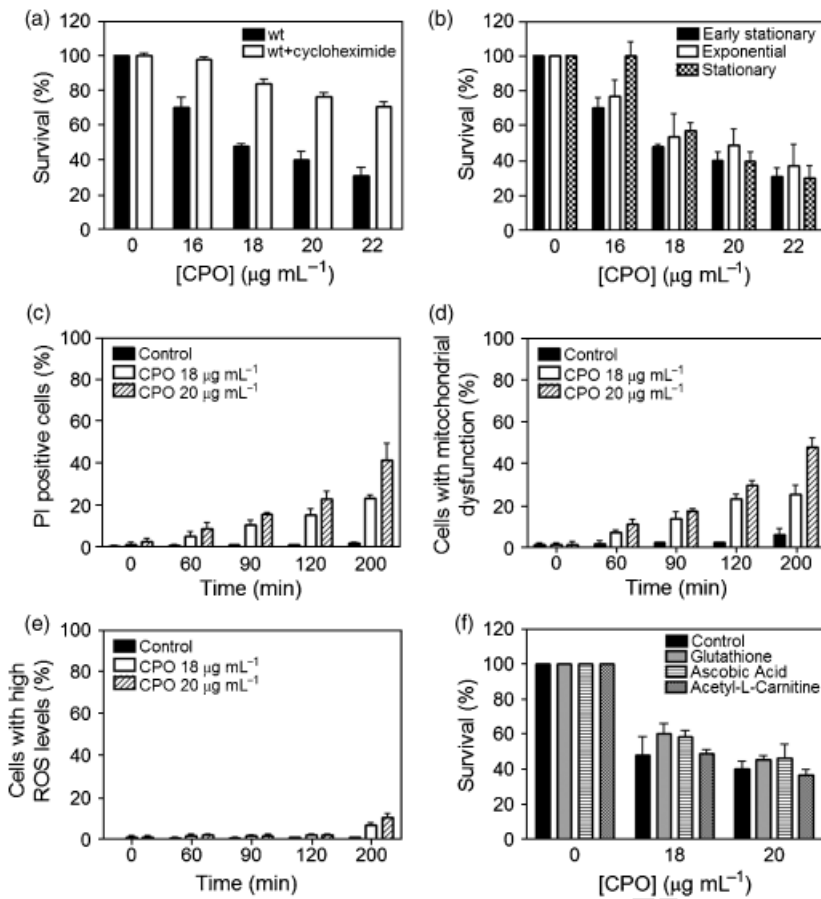 (a)
Survival (%)
120
100
80
60
40
20
0
wt
wt+cycloheximide
0 16 18 20 22
[CPO] (μg mL⁻¹)
(b)
Survival (%)
120
100
80
60
40
20
0
Early stationary
Exponential
Stationary
0 16 18 20 22
[CPO] (μg mL⁻¹)
(c)
PI positive cells (%)
100
80
60
40
20
0
Control
CPO 18 μg mL⁻¹
CPO 20 μg mL⁻¹
0 60 90 120 200
Time (min)
(d)
Cells with mitochondrial
dysfunction (%)
100
80
60
40
20
0
Control
CPO 18 μg mL⁻¹
CPO 20 μg mL⁻¹
0 60 90 120 200
Time (min)
(e)
Cells with high
ROS levels (%)
100
80
60
40
20
0
Control
CPO 18 μg mL⁻¹
CPO 20 μg mL⁻¹
0 60 90 120 200
Time (min)
(f)
Survival (%)
120
100
80
60
40
20
0
Control
Glutathione
Ascobic Acid
Acetyl-L-Carnitine
0 18 20
[CPO] (μg mL⁻¹)